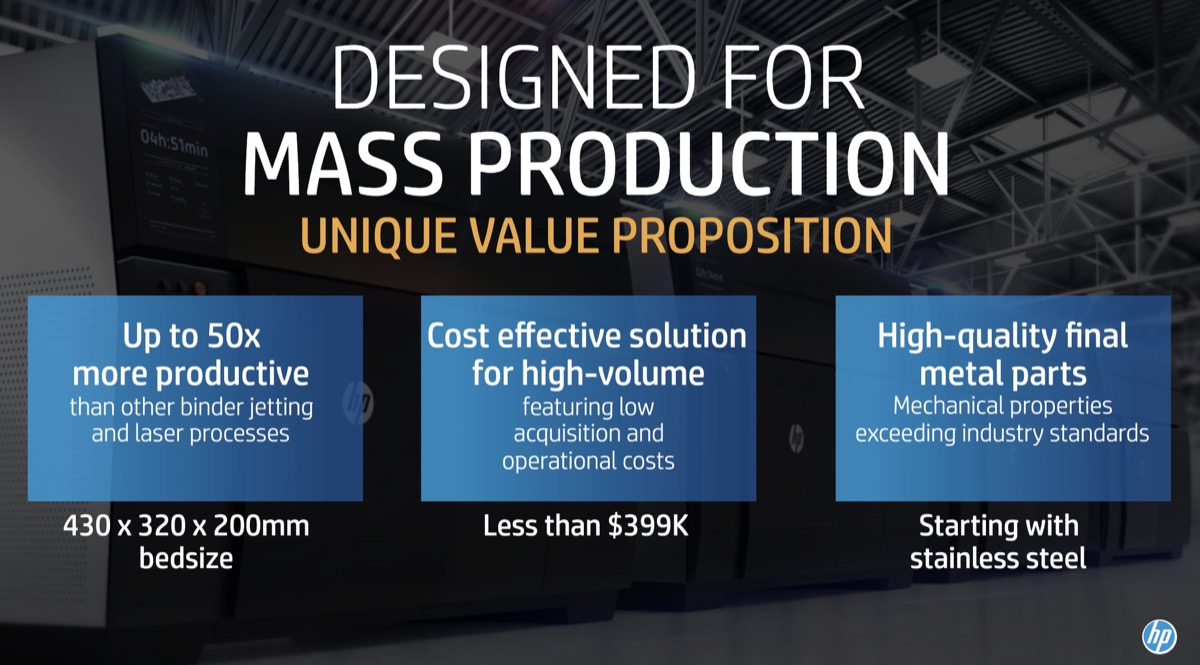 DESIGNED FOR
MASS PRODUCTION
UNIQUE VALUE PROPOSITION
04h:51min
Up to 50x
more productive
than other binder jetting
and laser processes
430 x 320 x 200mm
bedsize
Cost effective solution
for high-volume
featuring low
acquisition and
operational costs
Less than $399K
High-quality final
metal parts
Mechanical properties
exceeding industry standards
Starting with
stainless steel
hp
hp
hp